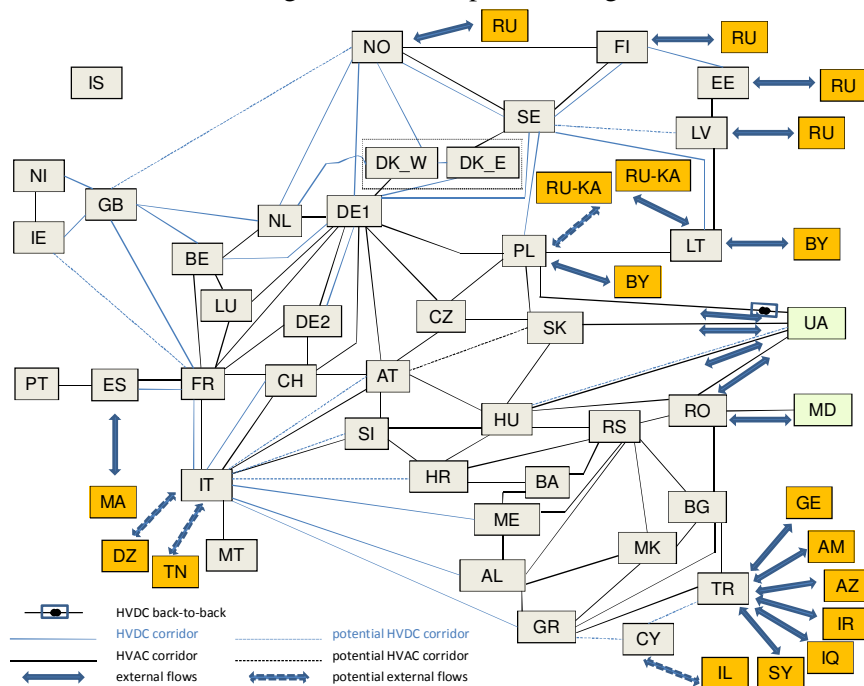 NO
RU
FI
RU
IS
EE
RU
SE
LV
RU
NI
DK_W
DK_E
RU-KA
RU-KA
GB
NL
DE1
IE
BE
PL
LT
BY
BY
LU
DE2
CZ
SK
UA
PT
ES
FR
CH
AT
HU
RO
MD
SI
RS
IT
HR
BA
MA
ME
BG
GE
DZ
TN
MT
AL
MK
TR
AM
AZ
GR
CY
IR
IQ
IL
SY
HVDC back-to-back
HVDC corridor
potential HVDC corridor
HVAC corridor
potential HVAC corridor
external flows
potential external flows